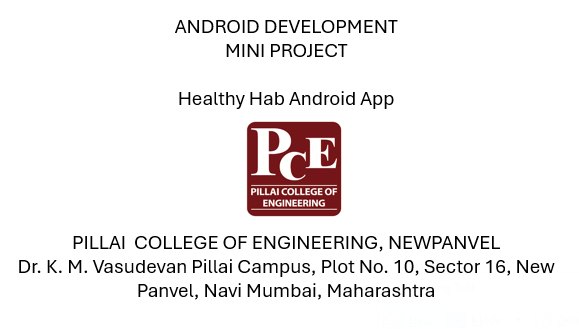 ANDROID DEVELOPMENT
MINI PROJECT
Healthy Hab Android App
PCE
PILLAI COLLEGE OF
ENGINEERING
PILLAI  COLLEGE OF ENGINEERING, NEWPANVEL
Dr. K. M. Vasudevan Pillai Campus, Plot No. 10, Sector 16, New
Panvel, Navi Mumbai, Maharashtra